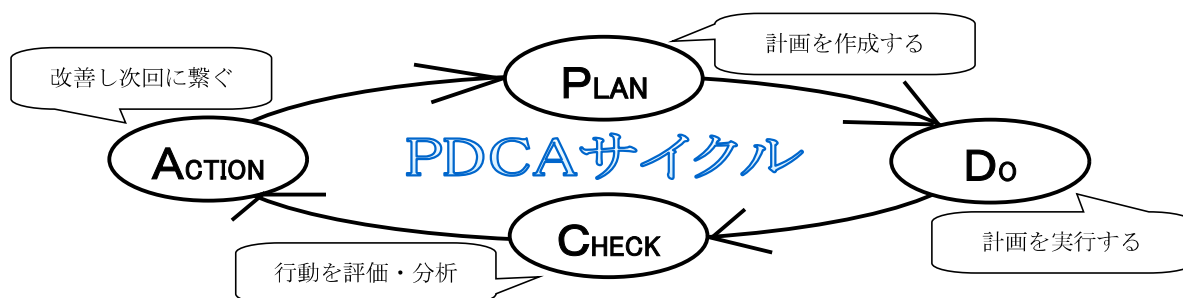 計画を作成する
改善し次回に繋ぐ
PLAN
PDCAサイクル
ACTION
DO
計画を実行する
CHECK
行動を評価・分析